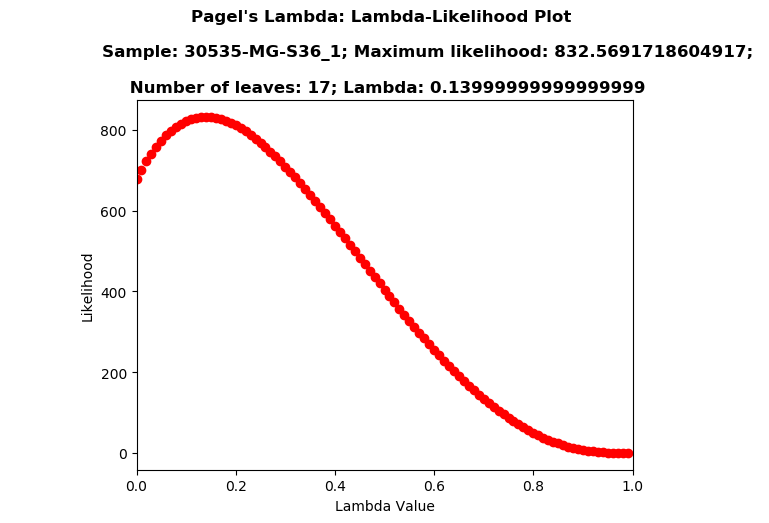 Pagel's Lambda: Lambda-Likelihood Plot
Sample: 30535-MG-S36_1; Maximum likelihood: 832.5691718604917;
Number of leaves: 17; Lambda: 0.13999999999999999
800
600
400
200
0
Likelihood
0.0 0.2 0.4 0.6 0.8 1.0
Lambda Value